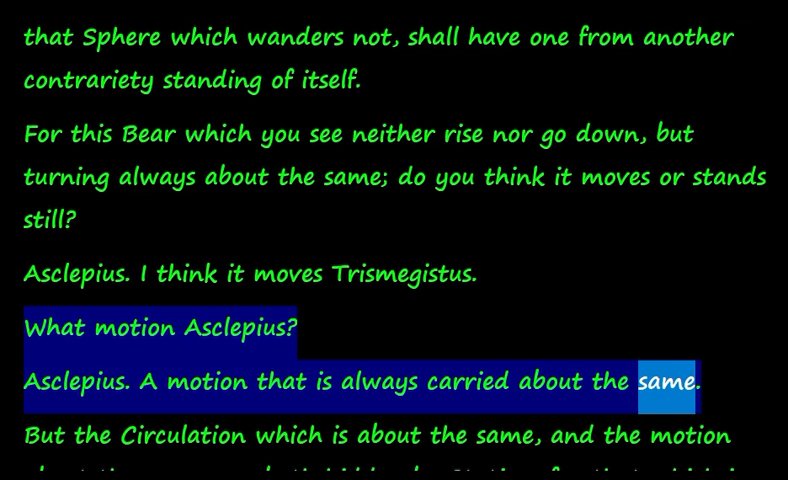 that Sphere which wanders not, shall have one from another
contrariety standing of itself.
For this Bear which you see neither rise nor go down, but
turning always about the same; do you think it moves or stands
still?
Asclepius. I think it moves Trismegistus.
What motion Asclepius?
Asclepius. A motion that is always carried about the same.
But the Circulation which is about the same, and the motion